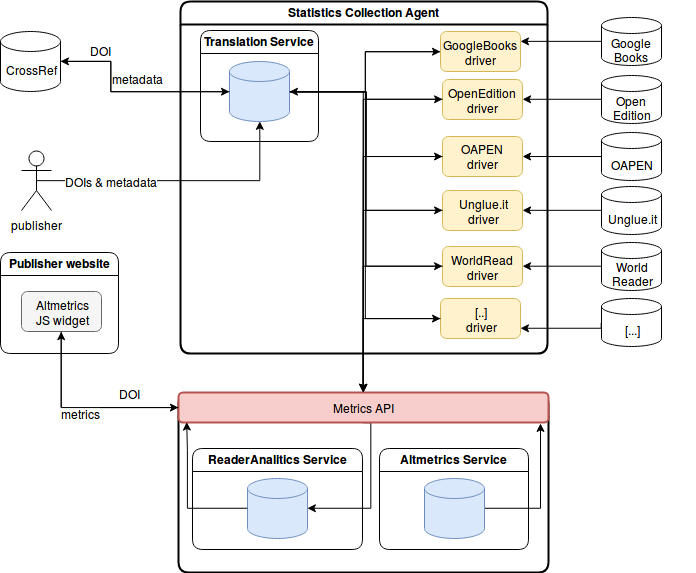 Statistics Collection Agent
Translation Service
CrossRef
DOI
metadata
GoogleBooks
driver
Google
Books
OpenEdition
driver
Open
Edition
OAPEN
driver
OAPEN
DOIs & metadata
publisher
Unglue.it
driver
Unglue.it
WorldRead
driver
World
Reader
[..]
driver
[...]
Publisher website
Altmetrics
JS widget
DOI
metrics
Metrics API
ReaderAnalitics Service
Altmetrics Service